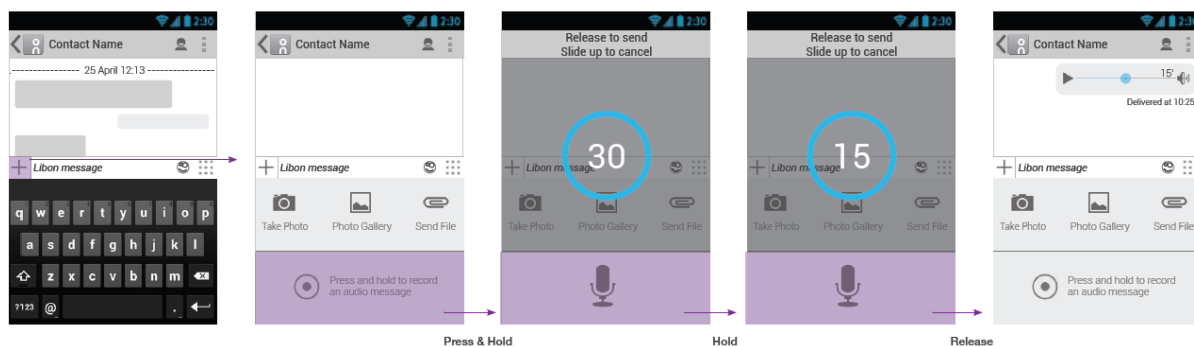 2:30
Contact Name
25 April 12:13
Libon message
q w e r t y u i o p
a s d f g h j k l
z x c v b n m
?123 @ .
2:30
Contact Name
Libon message
Take Photo Photo Gallery Send File
Press and hold to record
an audio message
Press & Hold
2:30
Release to send
Slide up to cancel
30
Libon message
Take Photo Photo Gallery Send File
Hold
2:30
Release to send
Slide up to cancel
15
Libon message
Take Photo Photo Gallery Send File
Release
2:30
Contact Name
15'
Delivered at 10:25
Libon message
Take Photo Photo Gallery Send File
Press and hold to record
an audio message